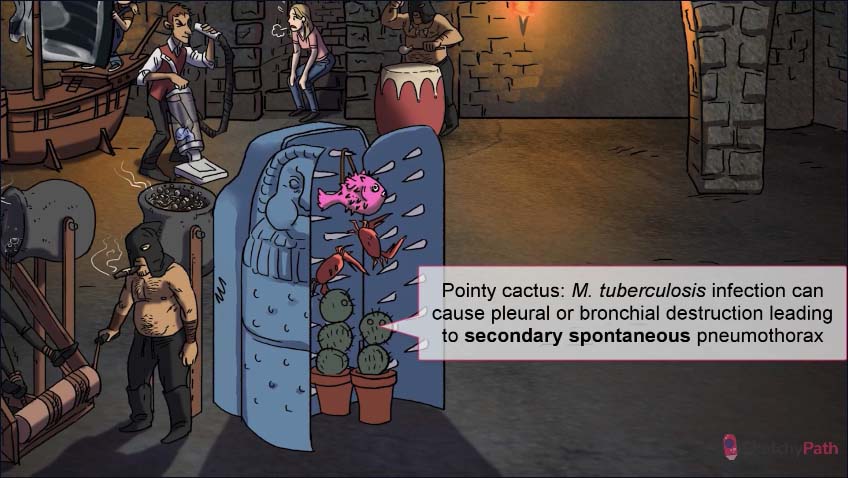 Pointy cactus: M. tuberculosis infection can
cause pleural or bronchial destruction leading
to secondary spontaneous pneumothorax
SketchyPath